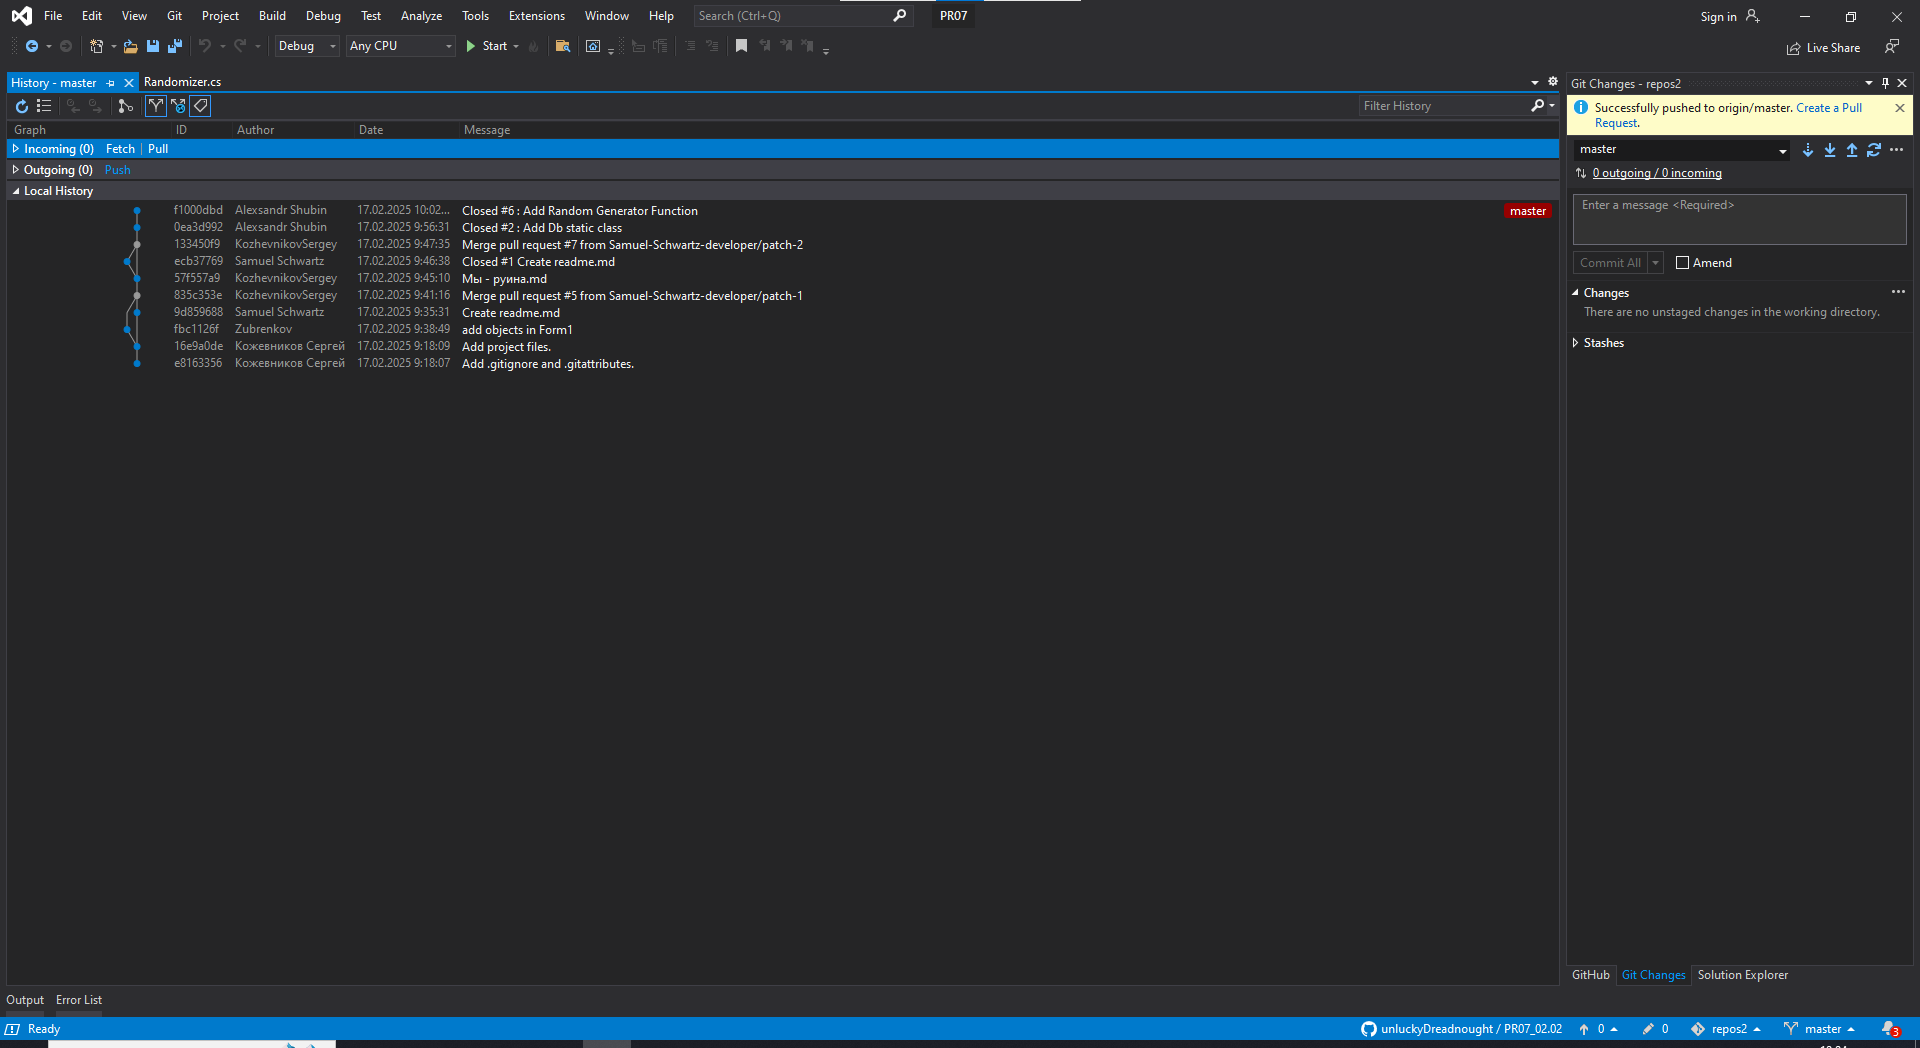 File Edit View Git Project Build Debug Test Analyze Tools Extensions Window Help Search (Ctrl+Q) PR07 Sign in
Debug Any CPU Start Live Share
History - master Randomizer.cs
Filter History
Graph ID Author Date Message
Incoming (0) Fetch | Pull
Outgoing (0) Push
Local History
f1000dbd Alexsandr Shubin 17.02.2025 10:02... Closed #6 : Add Random Generator Function master
0ea3d992 Alexsandr Shubin 17.02.2025 9:56:31 Closed #2 : Add Db static class
133450f9 KozhevnikovSergey 17.02.2025 9:47:35 Merge pull request #7 from Samuel-Schwartz-developer/patch-2
ecb37769 Samuel Schwartz 17.02.2025 9:46:38 Closed #1 Create readme.md
57f557a9 KozhevnikovSergey 17.02.2025 9:45:10 Мы - руина.md
835c353e KozhevnikovSergey 17.02.2025 9:41:16 Merge pull request #5 from Samuel-Schwartz-developer/patch-1
9d859688 Samuel Schwartz 17.02.2025 9:35:31 Create readme.md
fbc1126f Zubrenkov 17.02.2025 9:38:49 add objects in Form1
16e9a0de Кожевников Сергей 17.02.2025 9:18:09 Add project files.
e8163356 Кожевников Сергей 17.02.2025 9:18:07 Add .gitignore and .gitattributes.
Git Changes - repos2
Successfully pushed to origin/master. Create a Pull
Request.
master
0 outgoing / 0 incoming
Enter a message <Required>
Commit All Amend
Changes
There are no unstaged changes in the working directory.
Stashes
GitHub Git Changes Solution Explorer
Output Error List
Ready unluckyDreadnought / PR07_02.02 0 0 repos2 master 3